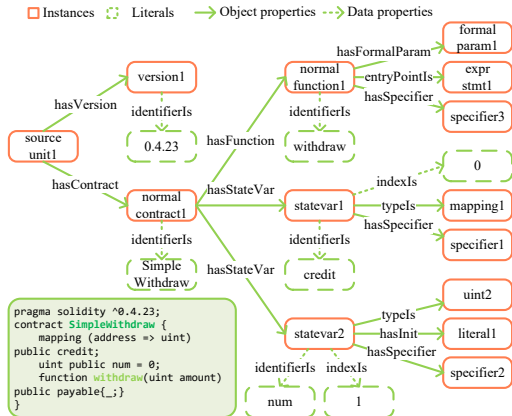 Instances
Literals
Object properties
Data properties
hasFormalParam
formal
param1
version1
normal
function1
entryPointIs
expr
stmt1
hasVersion
identifierIs
identifierIs
hasSpecifier
specifier3
source
unit1
0.4.23
hasFunction
withdraw
0
hasContract
indexIs
normal
contract1
hasStateVar
statevar1
typeIs
mapping1
hasSpecifier
identifierIs
identifierIs
specifier1
Simple
Withdraw
hasStateVar
credit
uint2
typeIs
statevar2
hasInit
literal1
hasSpecifier
identifierIs
indexIs
specifier2
num
1
pragma solidity ^0.4.23;
contract SimpleWithdraw {
mapping (address => uint)
public credit;
uint public num = 0;
function withdraw(uint amount)
public payable{_;}
}